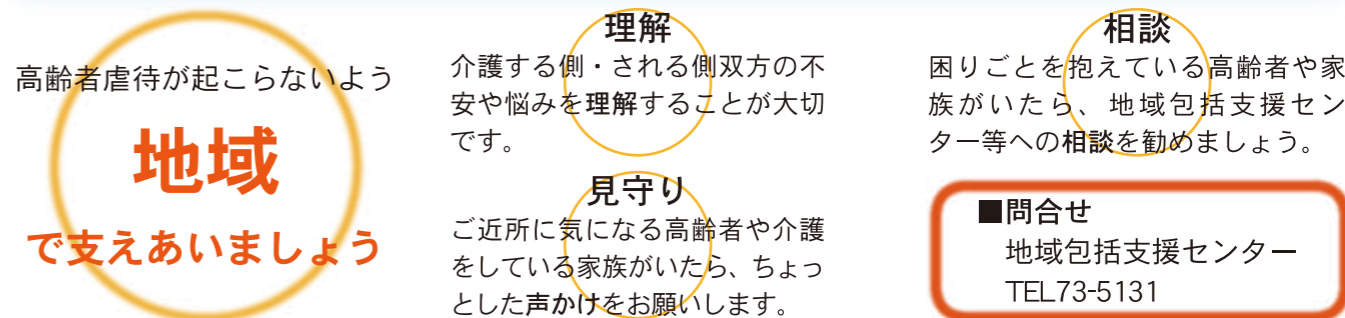 高齢者虐待が起こらないよう
地域
で支えあいましょう
理解
介護する側・される側双方の不
安や悩みを理解することが大切
です。
見守り
ご近所に気になる高齢者や介護
をしている家族がいたら、ちょっ
とした声かけをお願いします。
相談
困りごとを抱えている高齢者や家
族がいたら、地域包括支援セン
ター等への相談を勧めましょう。
■問合せ
地域包括支援センター
TEL73-5131